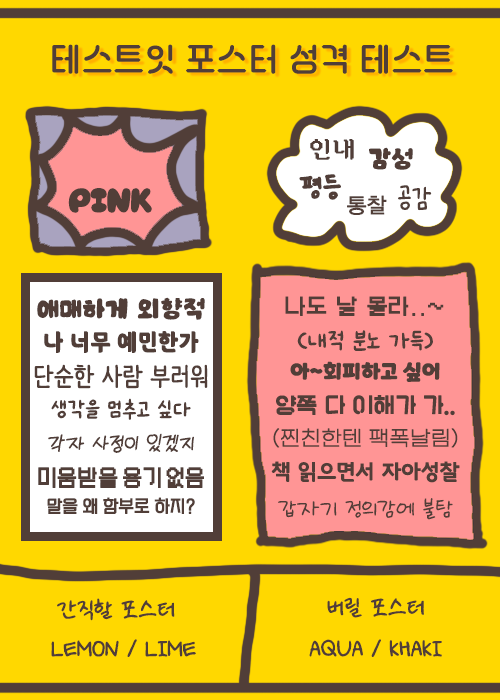 테스트잇 포스터 성격 테스트
PINK
인내 감성
평등 통찰 공감
애매하게 외향적
나 너무 예민한가
단순한 사람 부러워
생각을 멈추고 싶다
각자 사정이 있겠지
미움받을 용기 없음
말을 왜 함부로 하지?
나도 날 몰라..~
(내적 분노 가득)
아~회피하고 싶어
양쪽 다 이해가 가..
(찐친한텐 팩폭날림)
책 읽으면서 자아성찰
갑자기 정의감에 불탐
간직할 포스터
LEMON / LIME
버릴 포스터
AQUA / KHAKI